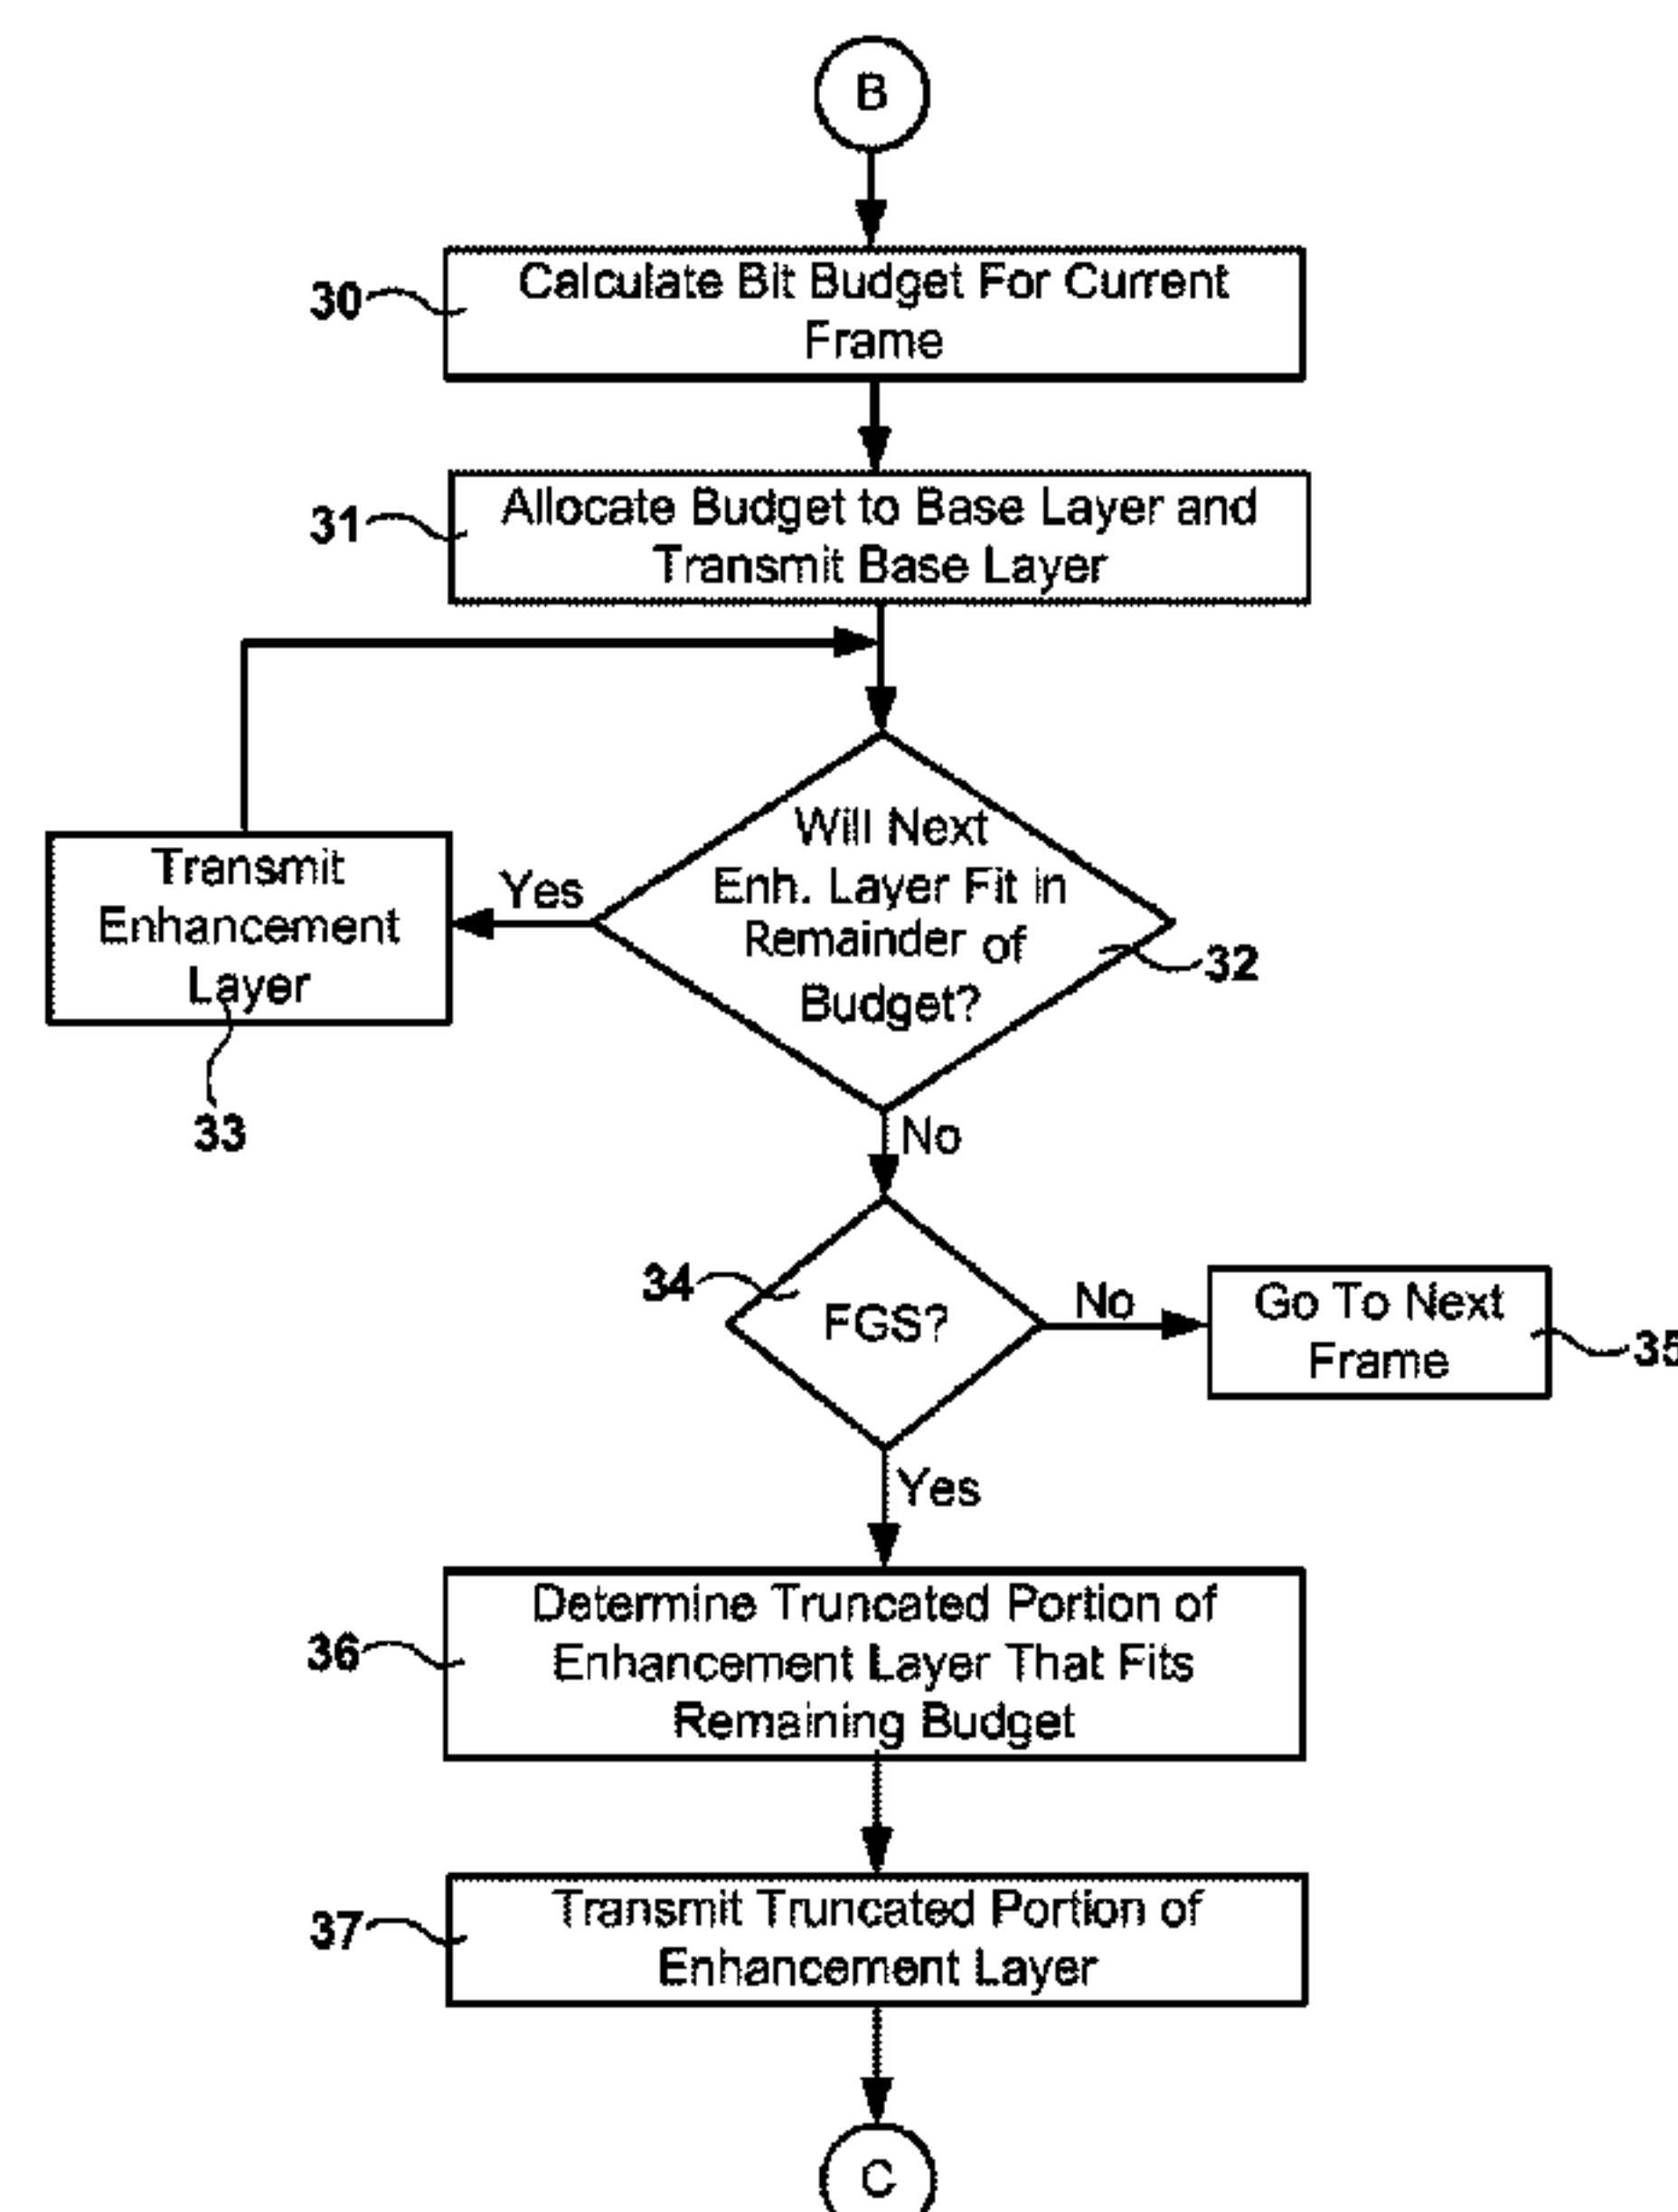 B
30
Calculate Bit Budget For Current
Frame
31
Allocate Budget to Base Layer and
Transmit Base Layer
Will Next
Enh. Layer Fit in
Remainder of
Budget?
32
Yes
Transmit
Enhancement
Layer
33
No
34
FGS?
No
Go To Next
Frame
35
Yes
36
Determine Truncated Portion of
Enhancement Layer That Fits
Remaining Budget
37
Transmit Truncated Portion of
Enhancement Layer
C